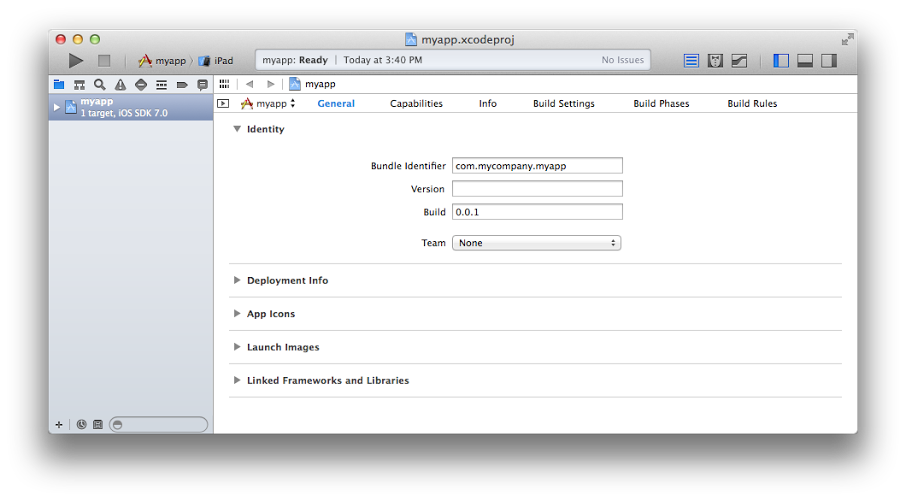 myapp.xcodeproj
myapp iPad
myapp: Ready Today at 3:40 PM No Issues
myapp
myapp
1 target, iOS SDK 7.0
myapp General Capabilities Info Build Settings Build Phases Build Rules
Identity
Bundle Identifier com.mycompany.myapp
Version
Build 0.0.1
Team None
Deployment Info
App Icons
Launch Images
Linked Frameworks and Libraries